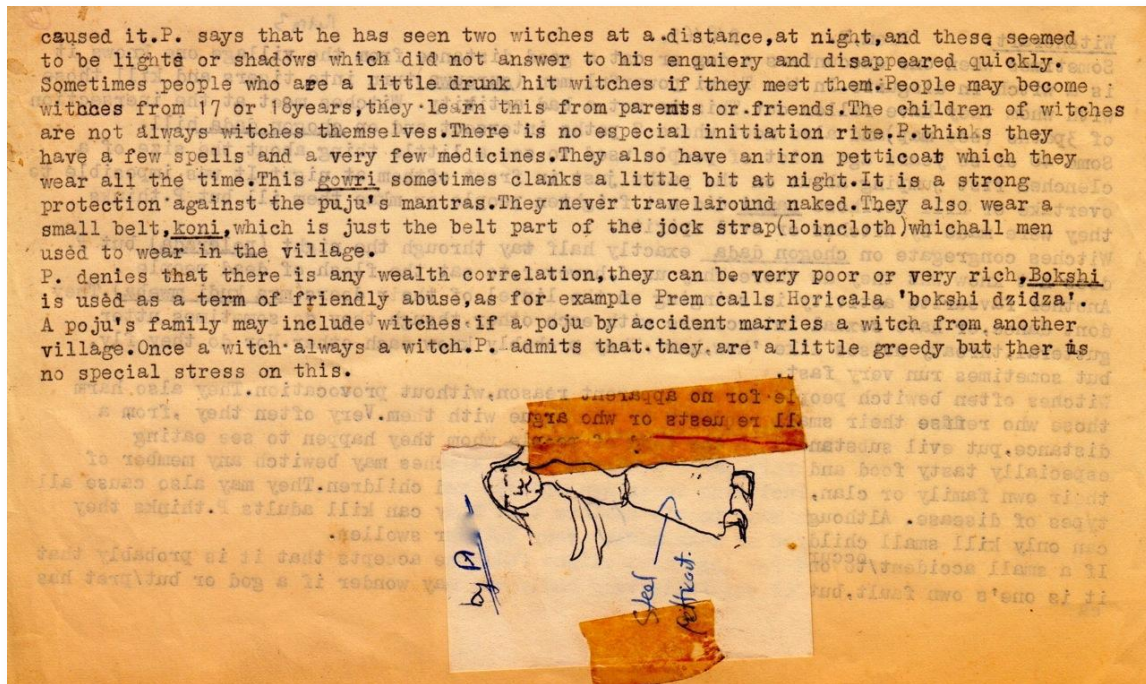 caused it.P. says that he has seen two witches at a distance,at night,and these seemed
to be lights or shadows which did not answer to his enquiery and disappeared quickly.
Sometimes people who are a little drunk hit witches if they meet them.People may become
withhes from 17 or 18years,they learn this from parents or friends.The children of witches
are not always witches themselves.There is no especial initiation rite.P.thinks they
have a few spells and a very few medicines.They also have an iron petticoat which they
wear all the time.This gowri sometimes clanks a little bit at night.It is a strong
protection against the puju's mantras.They never travelaround naked.They also wear a
small belt,koni,which is just the belt part of the jock strap(loincloth)whichall men
used to wear in the village.
P. denies that there is any wealth correlation,they can be very poor or very rich,Bokshi
is used as a term of friendly abuse,as for example Prem calls Horicala 'bokshi dzidza'.
A poju's family may include witches if a poju by accident marries a witch from another
village.Once a witch always a witch.P. admits that they are a little greedy but ther is
no special stress on this.
by
Steel
Petticoat.